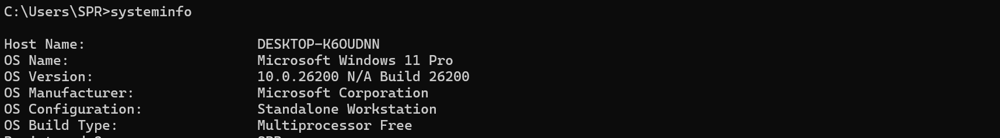 C:\Users\SPR>systeminfo
Host Name: DESKTOP-K6OUDNN
OS Name: Microsoft Windows 11 Pro
OS Version: 10.0.26200 N/A Build 26200
OS Manufacturer: Microsoft Corporation
OS Configuration: Standalone Workstation
OS Build Type: Multiprocessor Free